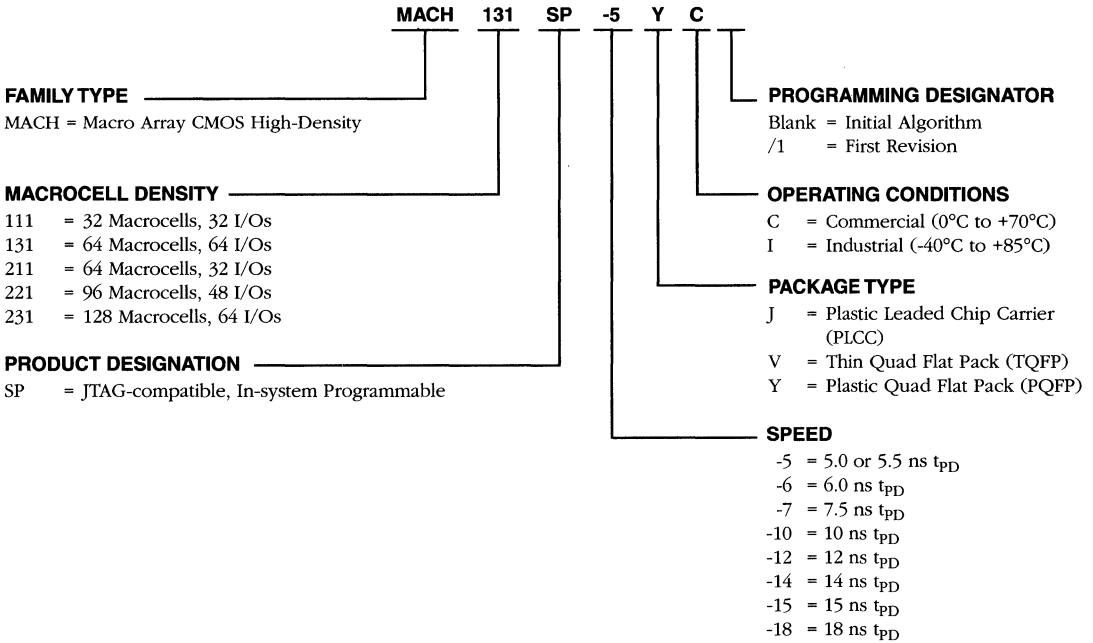 MACH 131 SP -5 Y C
FAMILY TYPE
MACH = Macro Array CMOS High-Density
MACROCELL DENSITY
111 = 32 Macrocells, 32 I/Os
131 = 64 Macrocells, 64 I/Os
211 = 64 Macrocells, 32 I/Os
221 = 96 Macrocells, 48 I/Os
231 = 128 Macrocells, 64 I/Os
PRODUCT DESIGNATION
SP = JTAG-compatible, In-system Programmable
PROGRAMMING DESIGNATOR
Blank = Initial Algorithm
/1 = First Revision
OPERATING CONDITIONS
C = Commercial (0°C to +70°C)
I = Industrial (-40°C to +85°C)
PACKAGE TYPE
J = Plastic Leaded Chip Carrier
(PLCC)
V = Thin Quad Flat Pack (TQFP)
Y = Plastic Quad Flat Pack (PQFP)
SPEED
-5 = 5.0 or 5.5 ns tPD
-6 = 6.0 ns tPD
-7 = 7.5 ns tPD
-10 = 10 ns tPD
-12 = 12 ns tPD
-14 = 14 ns tPD
-15 = 15 ns tPD
-18 = 18 ns tPD